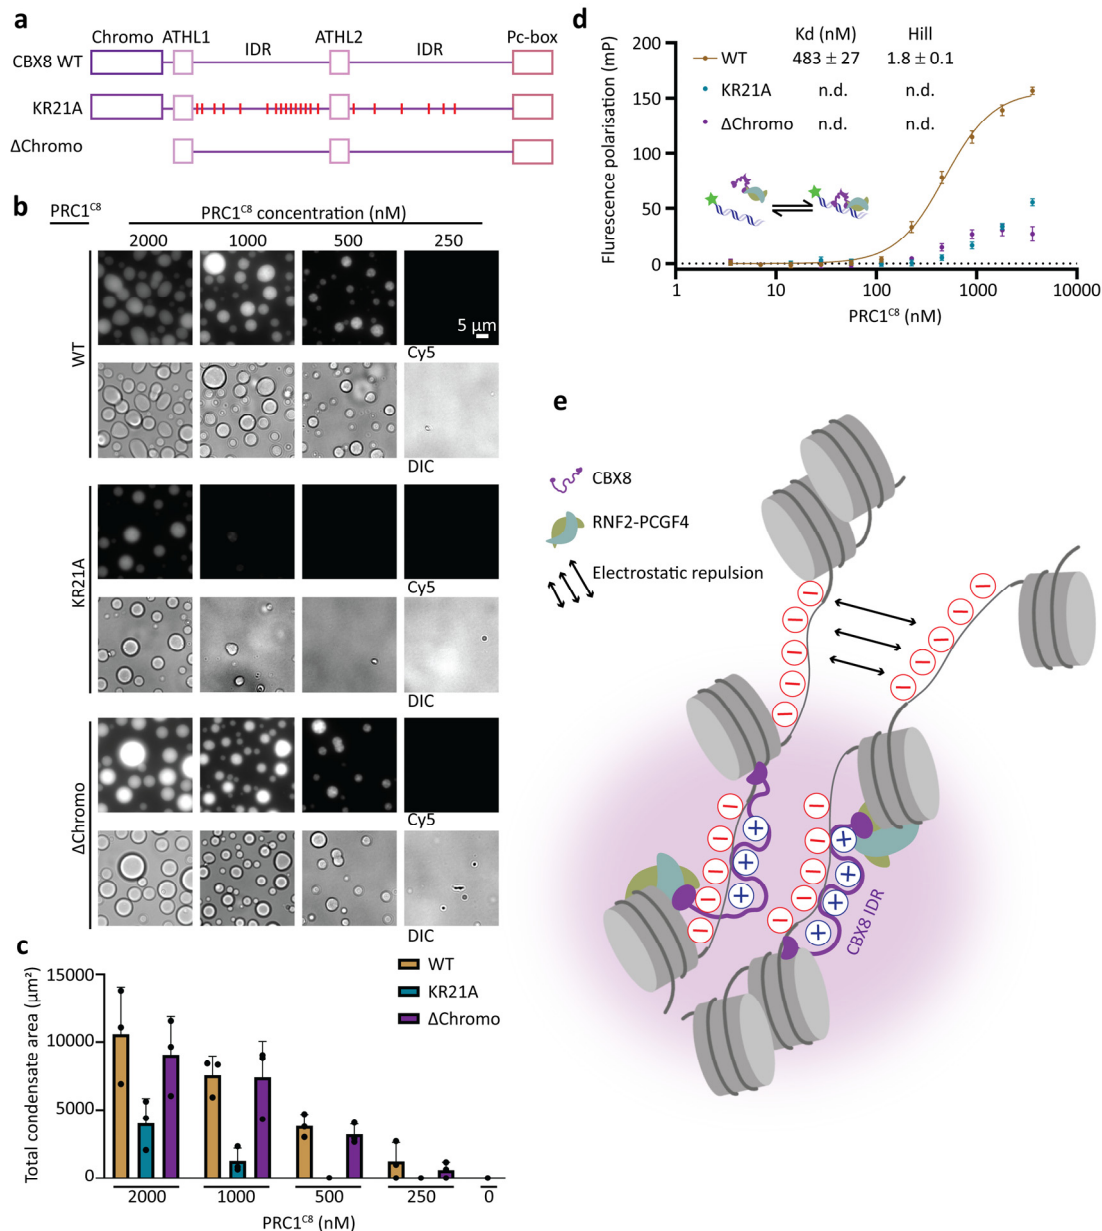 a
Chromo ATHL1 IDR ATHL2 IDR Pc-box
CBX8 WT
KR21A
ΔChromo
b
PRC1ᶜ⁸ PRC1ᶜ⁸ concentration (nM)
2000 1000 500 250
WT
5 µm
Cy5
DIC
KR21A
Cy5
DIC
ΔChromo
Cy5
DIC
c
Total condensate area (µm²)
15000
10000
5000
0
WT
KR21A
ΔChromo
2000 1000 500 250 0
PRC1ᶜ⁸ (nM)
d
Flurescence polarisation (mP)
200
150
100
50
0
Kd (nM) Hill
WT 483 ± 27 1.8 ± 0.1
KR21A n.d. n.d.
ΔChromo n.d. n.d.
1 10 100 1000 10000
PRC1ᶜ⁸ (nM)
e
CBX8
RNF2-PCGF4
Electrostatic repulsion
CBX8 IDR